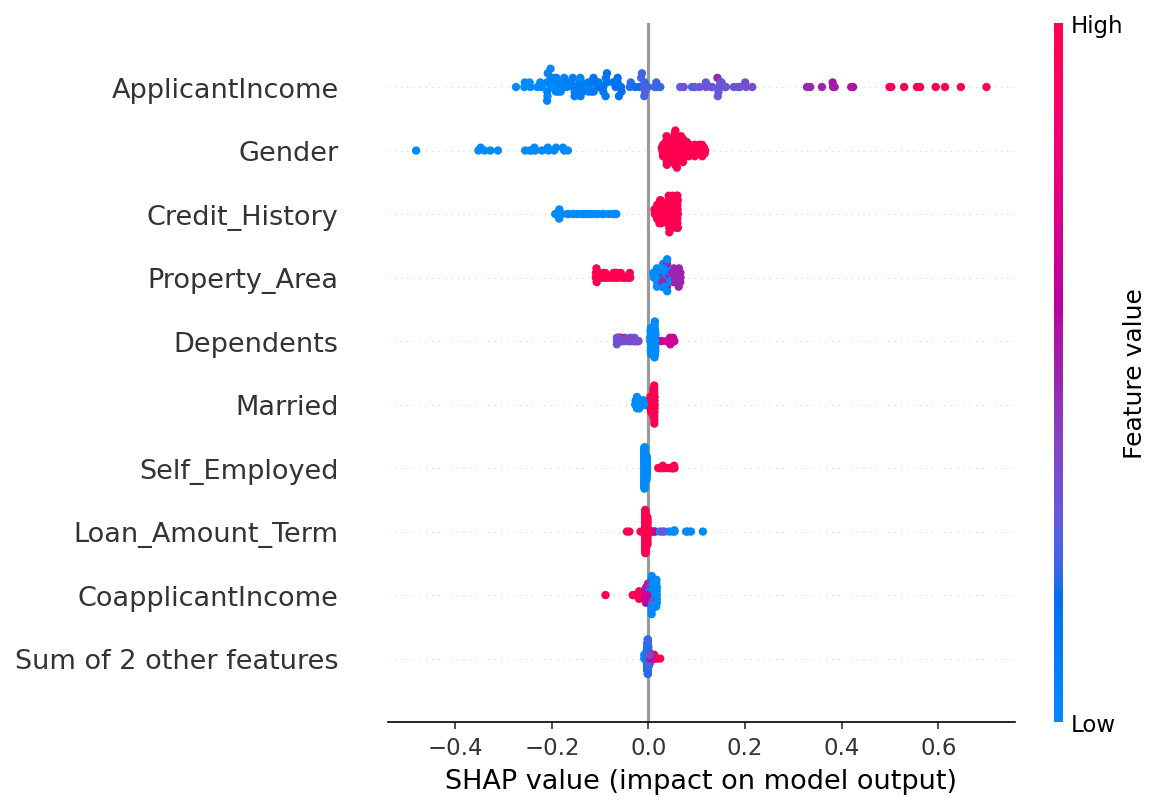 High
ApplicantIncome
Gender
Credit_History
Property_Area
Dependents
Married
Self_Employed
Loan_Amount_Term
CoapplicantIncome
Sum of 2 other features
Feature value
Low
−0.4 −0.2 0.0 0.2 0.4 0.6
SHAP value (impact on model output)